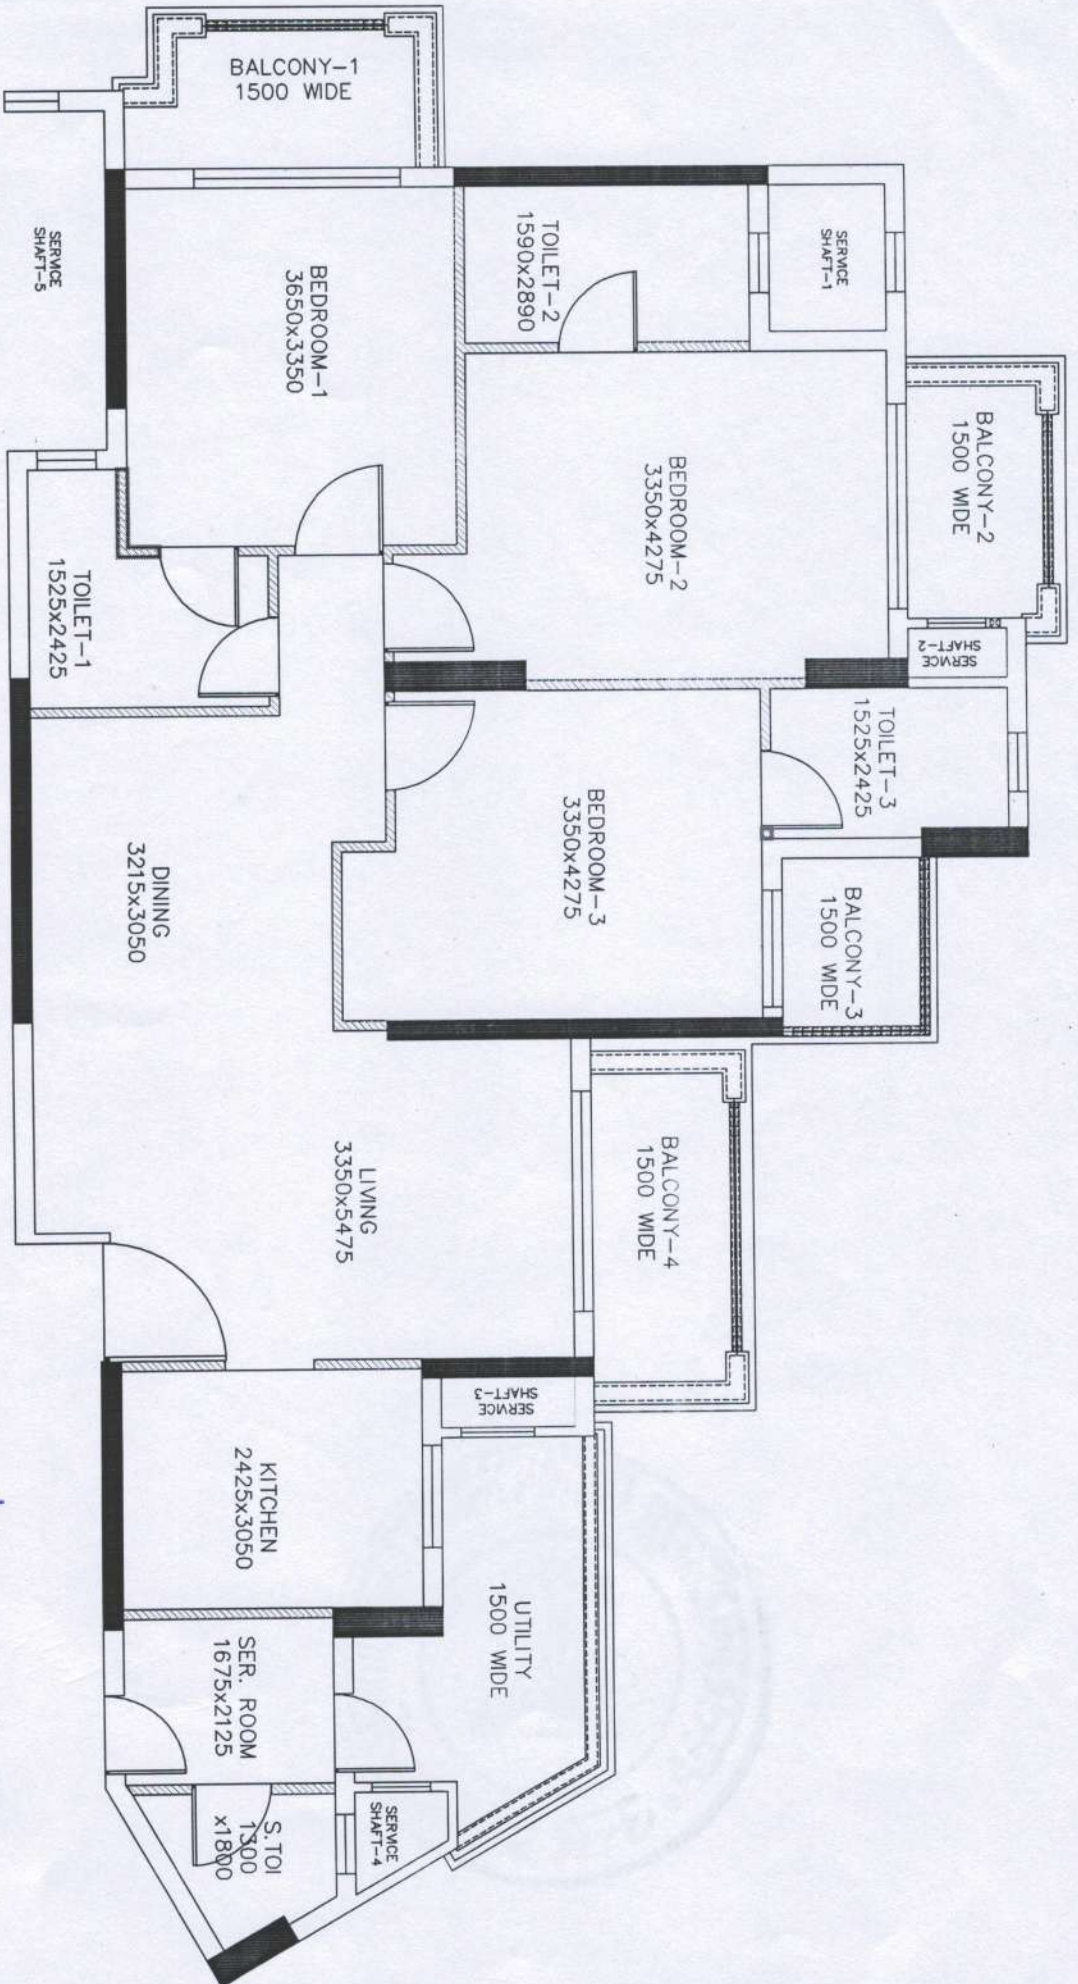 BALCONY-1
1500 WIDE
SERVICE
SHAFT-5
BEDROOM-1
3650x3350
TOILET-2
1590x2890
SERVICE
SHAFT-1
BALCONY-2
1500 WIDE
BEDROOM-2
3350x4275
SERVICE
SHAFT-2
TOILET-1
1525x2425
TOILET-3
1525x2425
BEDROOM-3
3350x4275
BALCONY-3
1500 WIDE
DINING
3215x3050
LIVING
3350x5475
BALCONY-4
1500 WIDE
SERVICE
SHAFT-3
KITCHEN
2425x3050
UTILITY
1500 WIDE
SER. ROOM
1675x2125
S.TOI
1300
x1800
SERVICE
SHAFT-4